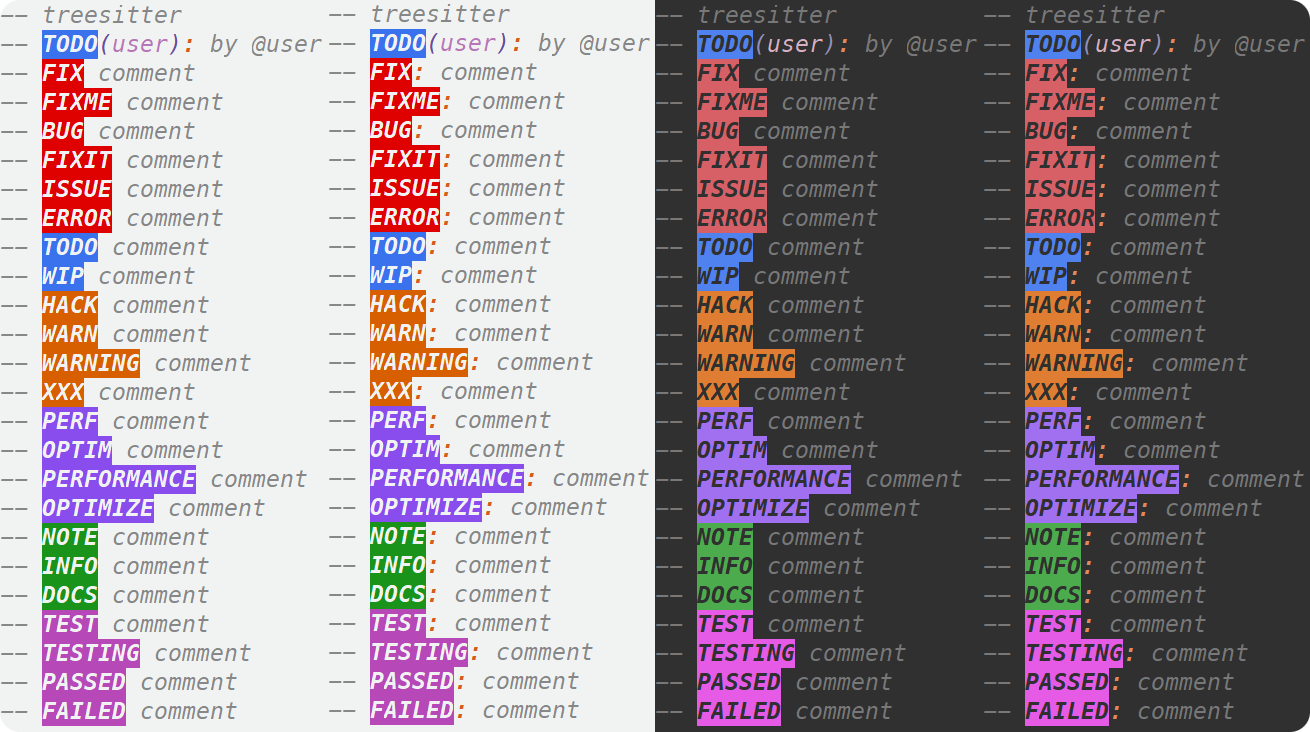 -- treesitter
-- TODO(user): by @user
-- FIX comment
-- FIXME comment
-- BUG comment
-- FIXIT comment
-- ISSUE comment
-- ERROR comment
-- TODO comment
-- WIP comment
-- HACK comment
-- WARN comment
-- WARNING comment
-- XXX comment
-- PERF comment
-- OPTIM comment
-- PERFORMANCE comment
-- OPTIMIZE comment
-- NOTE comment
-- INFO comment
-- DOCS comment
-- TEST comment
-- TESTING comment
-- PASSED comment
-- FAILED comment
-- treesitter
-- TODO(user): by @user
-- FIX: comment
-- FIXME: comment
-- BUG: comment
-- FIXIT: comment
-- ISSUE: comment
-- ERROR: comment
-- TODO: comment
-- WIP: comment
-- HACK: comment
-- WARN: comment
-- WARNING: comment
-- XXX: comment
-- PERF: comment
-- OPTIM: comment
-- PERFORMANCE: comment
-- OPTIMIZE: comment
-- NOTE: comment
-- INFO: comment
-- DOCS: comment
-- TEST: comment
-- TESTING: comment
-- PASSED: comment
-- FAILED: comment
-- treesitter
-- TODO(user): by @user
-- FIX comment
-- FIXME comment
-- BUG comment
-- FIXIT comment
-- ISSUE comment
-- ERROR comment
-- TODO comment
-- WIP comment
-- HACK comment
-- WARN comment
-- WARNING comment
-- XXX comment
-- PERF comment
-- OPTIM comment
-- PERFORMANCE comment
-- OPTIMIZE comment
-- NOTE comment
-- INFO comment
-- DOCS comment
-- TEST comment
-- TESTING comment
-- PASSED comment
-- FAILED comment
-- treesitter
-- TODO(user): by @user
-- FIX: comment
-- FIXME: comment
-- BUG: comment
-- FIXIT: comment
-- ISSUE: comment
-- ERROR: comment
-- TODO: comment
-- WIP: comment
-- HACK: comment
-- WARN: comment
-- WARNING: comment
-- XXX: comment
-- PERF: comment
-- OPTIM: comment
-- PERFORMANCE: comment
-- OPTIMIZE: comment
-- NOTE: comment
-- INFO: comment
-- DOCS: comment
-- TEST: comment
-- TESTING: comment
-- PASSED: comment
-- FAILED: comment